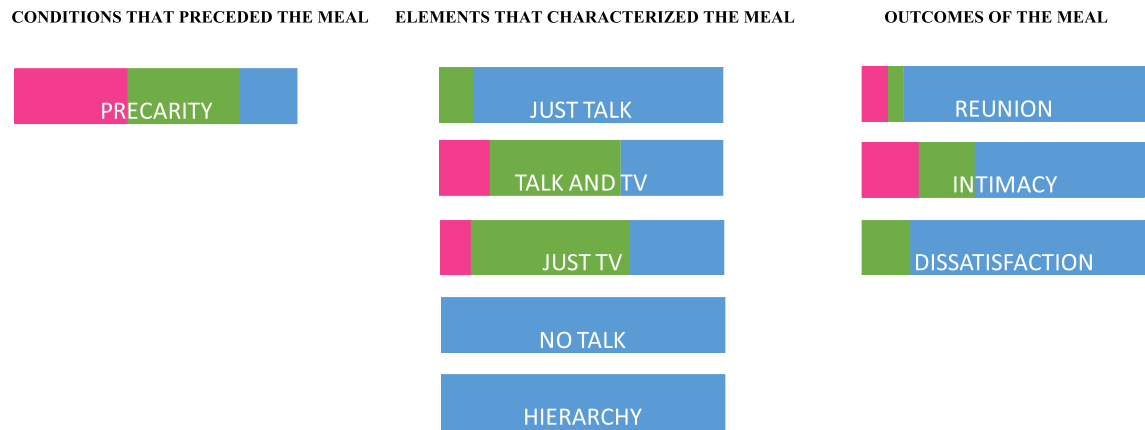 CONDITIONS THAT PRECEDED THE MEAL
PRECARITY
ELEMENTS THAT CHARACTERIZED THE MEAL
JUST TALK
TALK AND TV
JUST TV
NO TALK
HIERARCHY
OUTCOMES OF THE MEAL
REUNION
INTIMACY
DISSATISFACTION